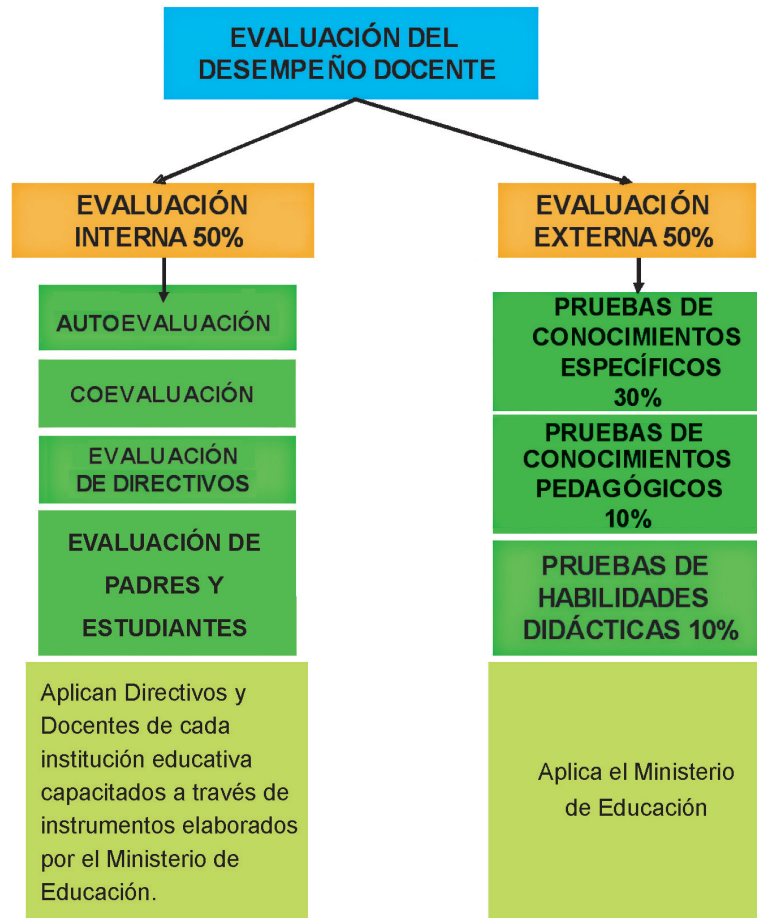 EVALUACIÓN DEL
DESEMPEÑO DOCENTE
EVALUACIÓN
INTERNA 50%
AUTOEVALUACIÓN
COEVALUACIÓN
EVALUACIÓN
DE DIRECTIVOS
EVALUACIÓN DE
PADRES Y
ESTUDIANTES
Aplican Directivos y
Docentes de cada
institución educativa
capacitados a través de
instrumentos elaborados
por el Ministerio de
Educación.
EVALUACIÓN
EXTERNA 50%
PRUEBAS DE
CONOCIMIENTOS
ESPECÍFICOS
30%
PRUEBAS DE
CONOCIMIENTOS
PEDAGÓGICOS
10%
PRUEBAS DE
HABILIDADES
DIDÁCTICAS 10%
Aplica el Ministerio
de Educación